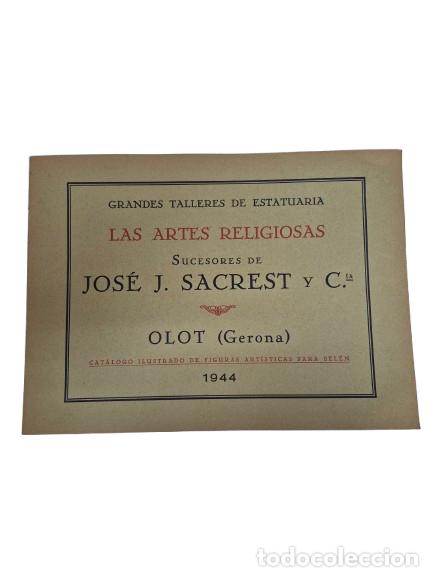 GRANDES TALLERES DE ESTATUARIA
LAS ARTES RELIGIOSAS
SUCESORES DE
JOSÉ J. SACREST Y C.ÍA
OLOT (Gerona)
CATÁLOGO ILUSTRADO DE FIGURAS ARTÍSTICAS PARA BELÉN
1944
todocoleccion.net